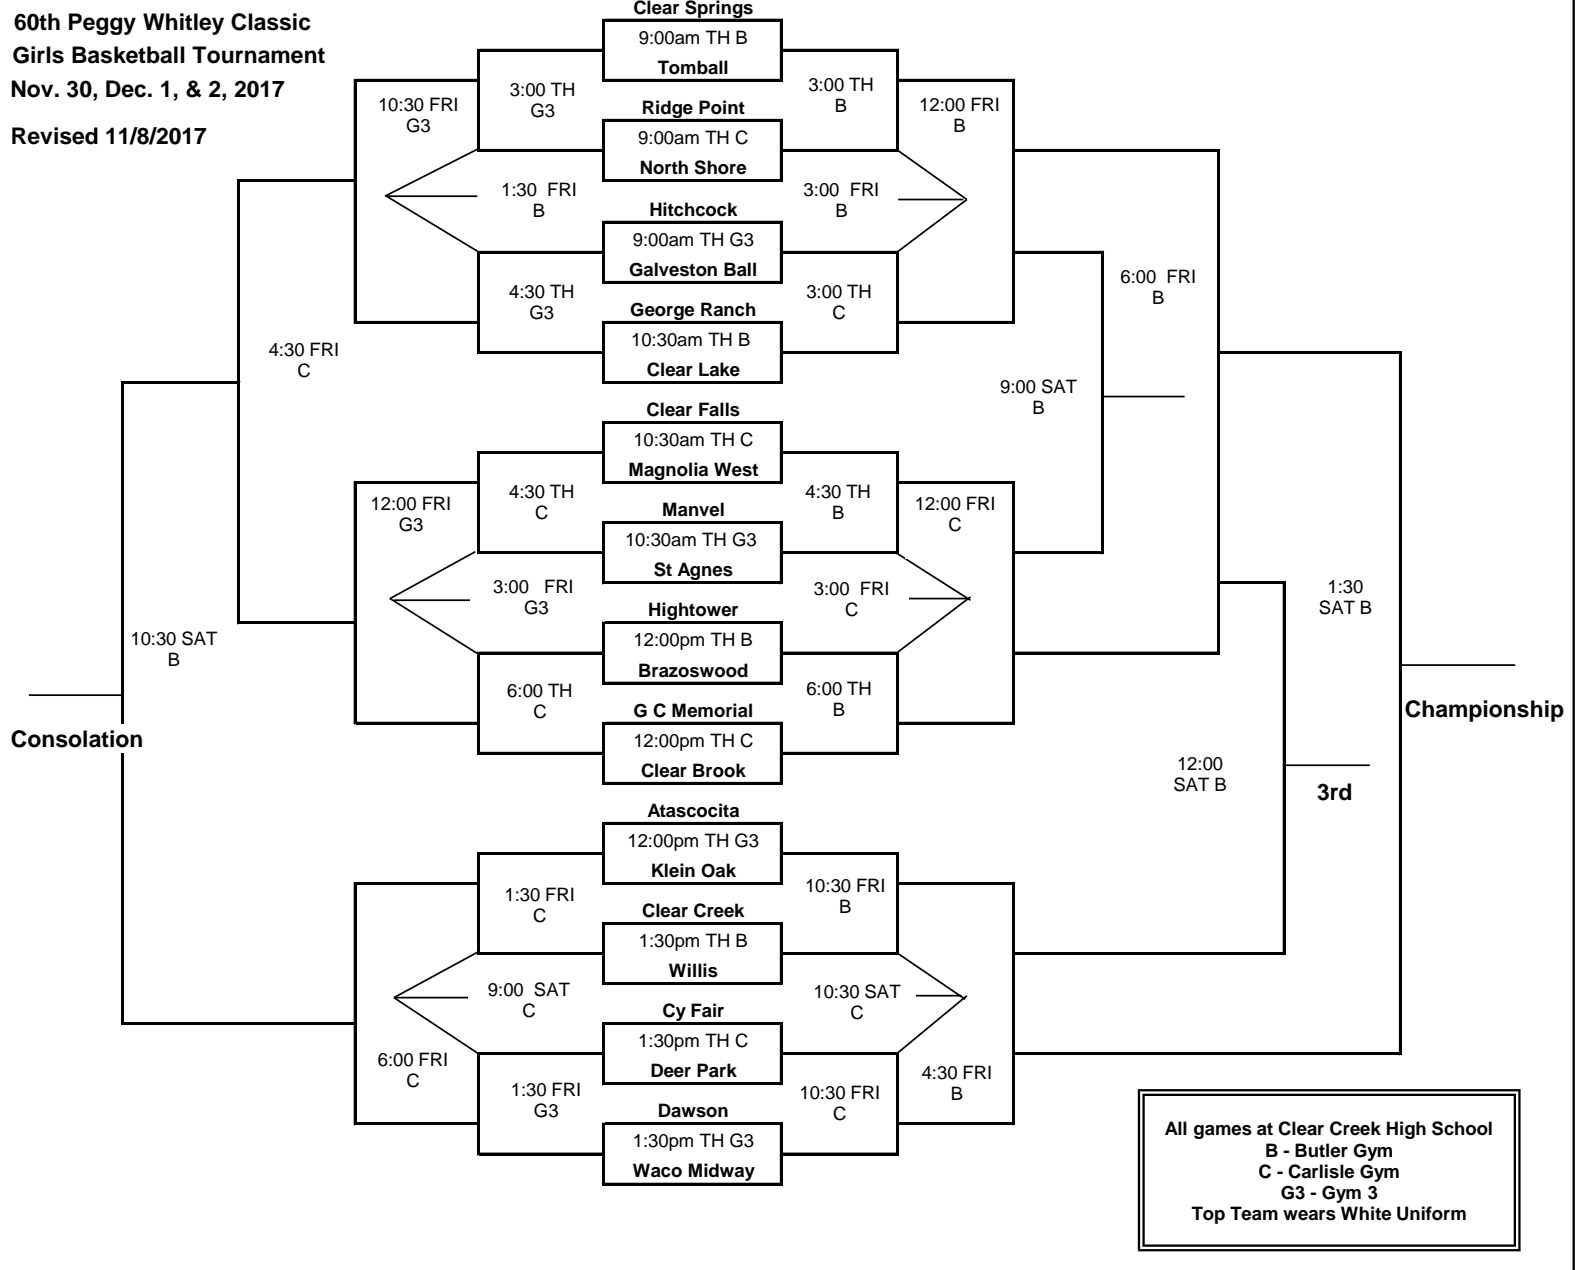 60th Peggy Whitley Classic
Girls Basketball Tournament
Nov. 30, Dec. 1, & 2, 2017
Revised 11/8/2017
Clear Springs
9:00am TH B
Tomball
Ridge Point
9:00am TH C
North Shore
Hitchcock
9:00am TH G3
Galveston Ball
George Ranch
10:30am TH B
Clear Lake
Clear Falls
10:30am TH C
Magnolia West
Manvel
10:30am TH G3
St Agnes
Hightower
12:00pm TH B
Brazoswood
G C Memorial
12:00pm TH C
Clear Brook
Atascocita
12:00pm TH G3
Klein Oak
Clear Creek
1:30pm TH B
Willis
Cy Fair
1:30pm TH C
Deer Park
Dawson
1:30pm TH G3
Waco Midway
3:00 TH
G3
10:30 FRI
G3
1:30 FRI
B
4:30 TH
G3
4:30 FRI
C
4:30 TH
C
12:00 FRI
G3
3:00 FRI
G3
6:00 TH
C
10:30 SAT
B
Consolation
1:30 FRI
C
9:00 SAT
C
6:00 FRI
C
1:30 FRI
G3
3:00 TH
B
12:00 FRI
B
3:00 FRI
B
3:00 TH
C
6:00 FRI
B
9:00 SAT
B
4:30 TH
B
12:00 FRI
C
3:00 FRI
C
6:00 TH
B
1:30
SAT B
Championship
12:00
SAT B
3rd
10:30 FRI
B
10:30 SAT
C
4:30 FRI
B
10:30 FRI
C
All games at Clear Creek High School
B - Butler Gym
C - Carlisle Gym
G3 - Gym 3
Top Team wears White Uniform